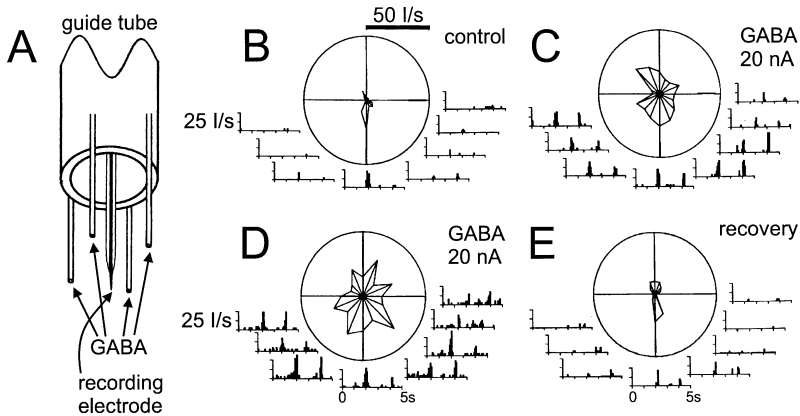 guide tube
A
GABA
recording
electrode
50 I/s
B
control
25 I/s
C
GABA
20 nA
D
GABA
20 nA
25 I/s
0
5s
E
recovery
0
5s